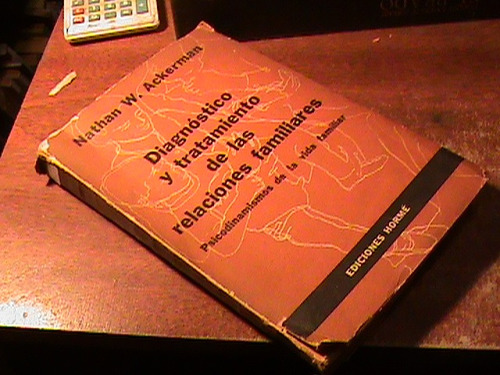 Nathan W. Ackerman
Diagnóstico
y tratamiento
de las
relaciones familiares
Psicodinamismos de la vida familiar
EDICIONES HORMÉ